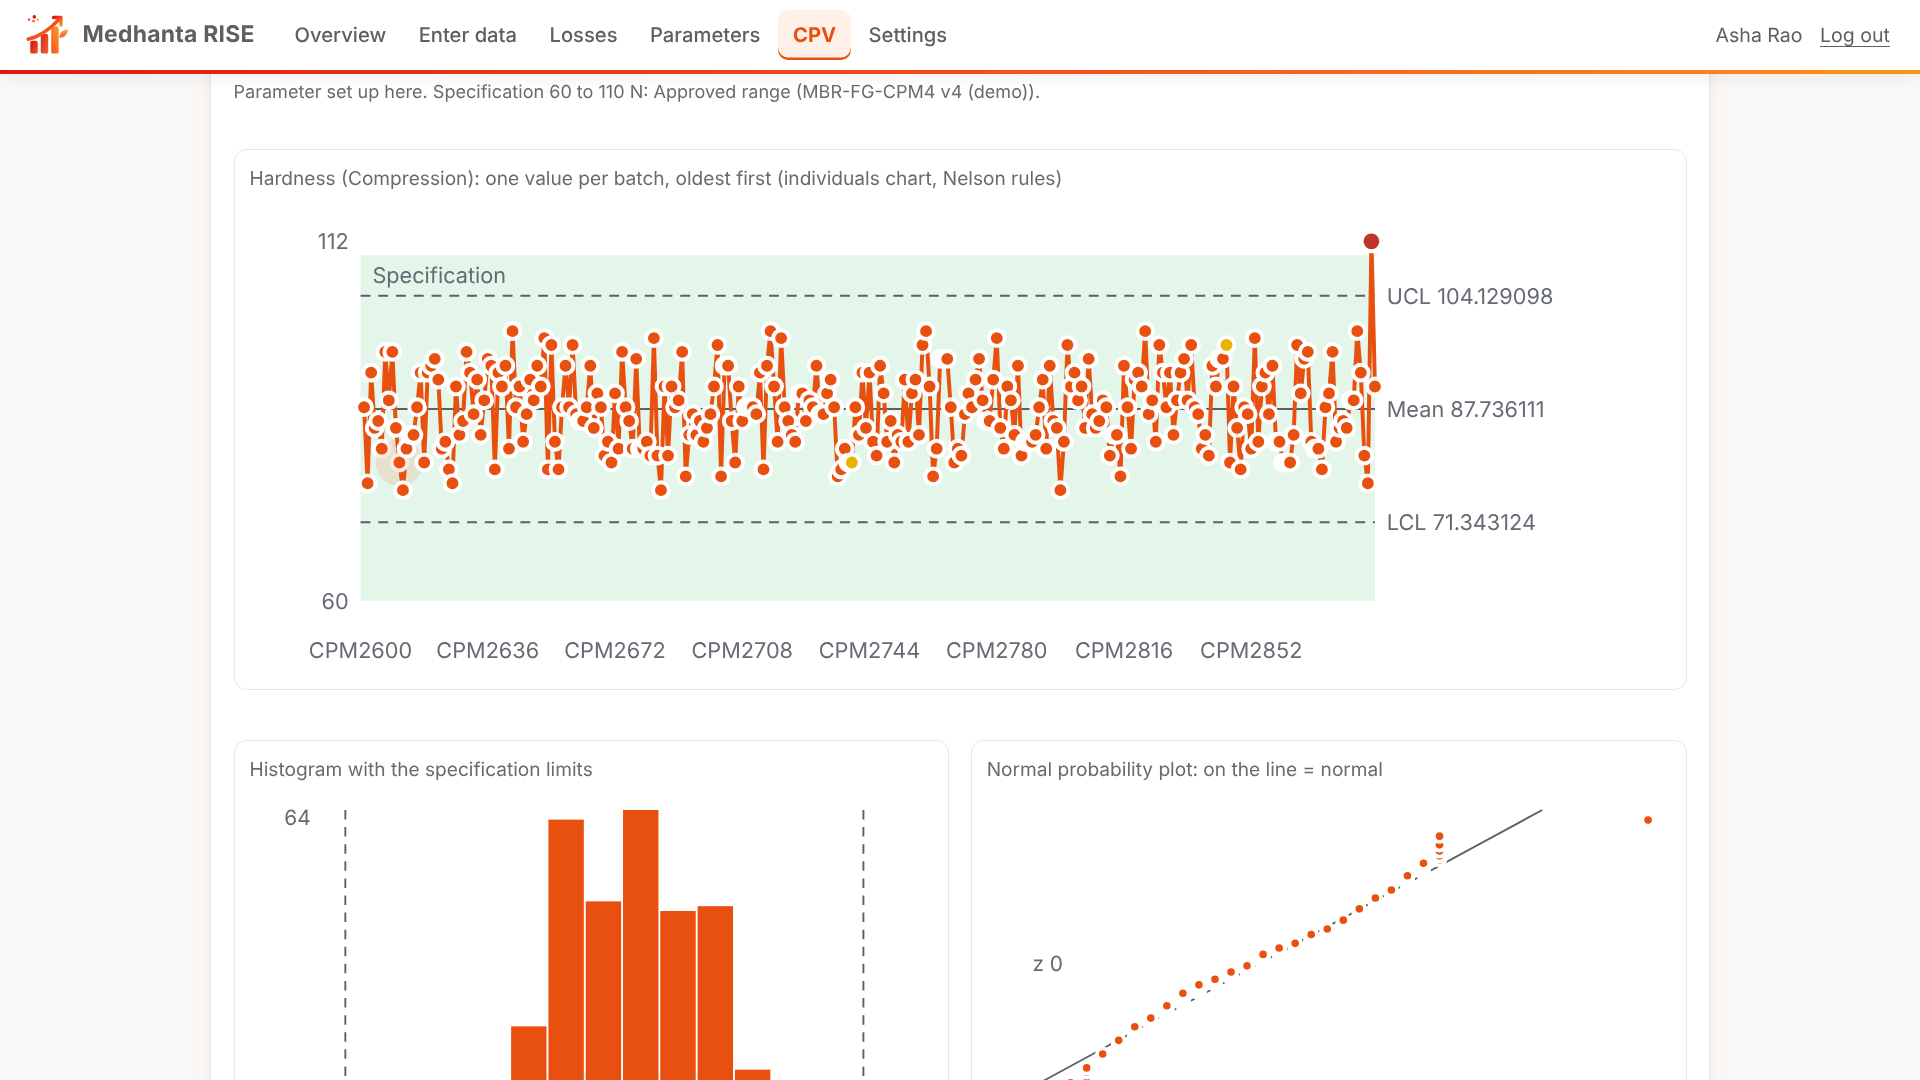 Medhanta RISE
Overview
Enter data
Losses
Parameters
CPV
Settings
Asha Rao
Log out
Parameter set up here. Specification 60 to 110 N: Approved range (MBR-FG-CPM4 v4 (demo)).
Hardness (Compression): one value per batch, oldest first (individuals chart, Nelson rules)
112
Specification
UCL 104.129098
Mean 87.736111
LCL 71.343124
60
CPM2600
CPM2636
CPM2672
CPM2708
CPM2744
CPM2780
CPM2816
CPM2852
Histogram with the specification limits
64
Normal probability plot: on the line = normal
z 0